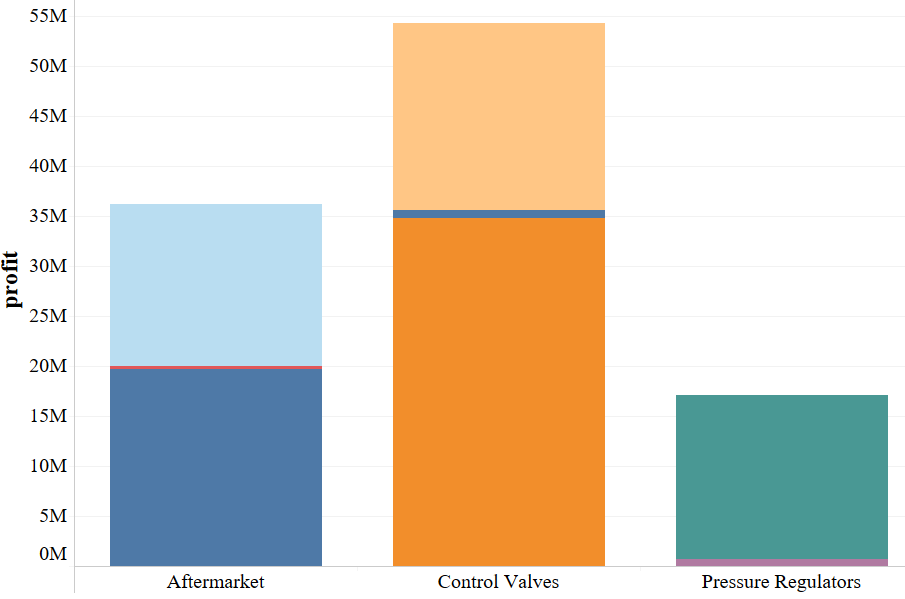 55M
50M
45M
40M
35M
30M
25M
20M
15M
10M
5M
0M
profit
Aftermarket
Control Valves
Pressure Regulators